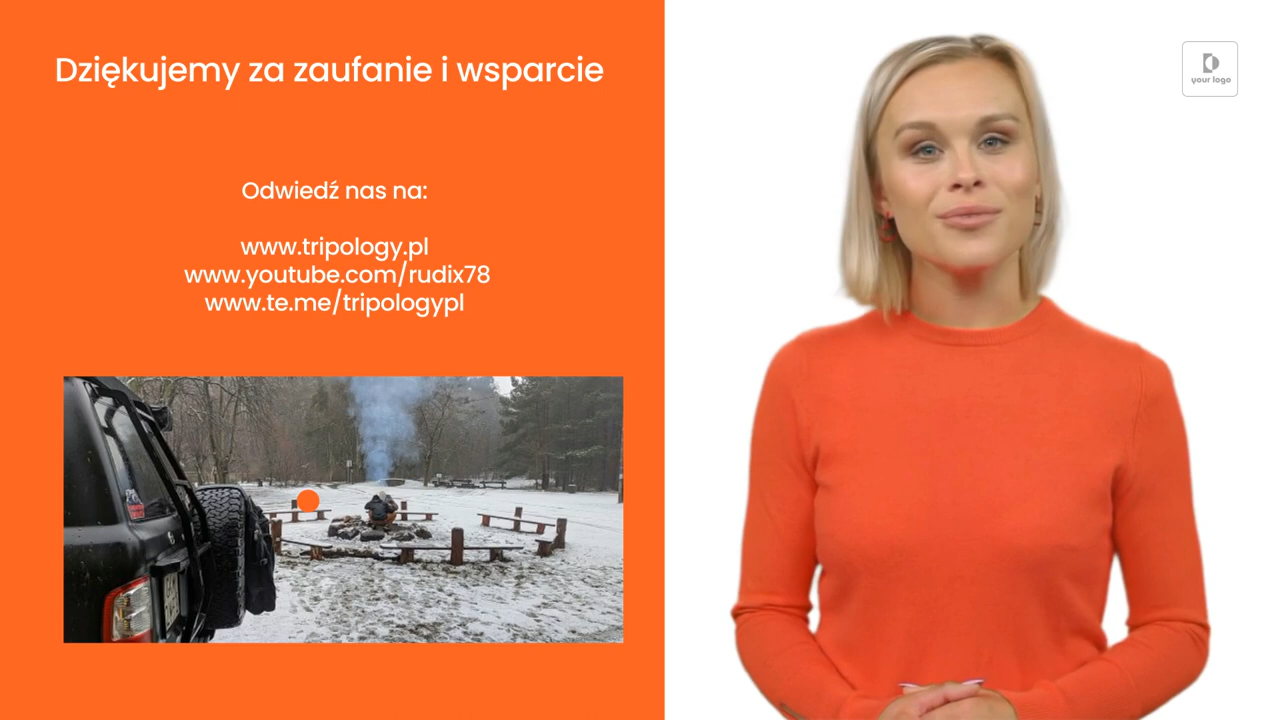 Dziękujemy za zaufanie i wsparcie
Odwiedź nas na:
www.tripology.pl
www.youtube.com/rudix78
www.te.me/tripologypl
your logo